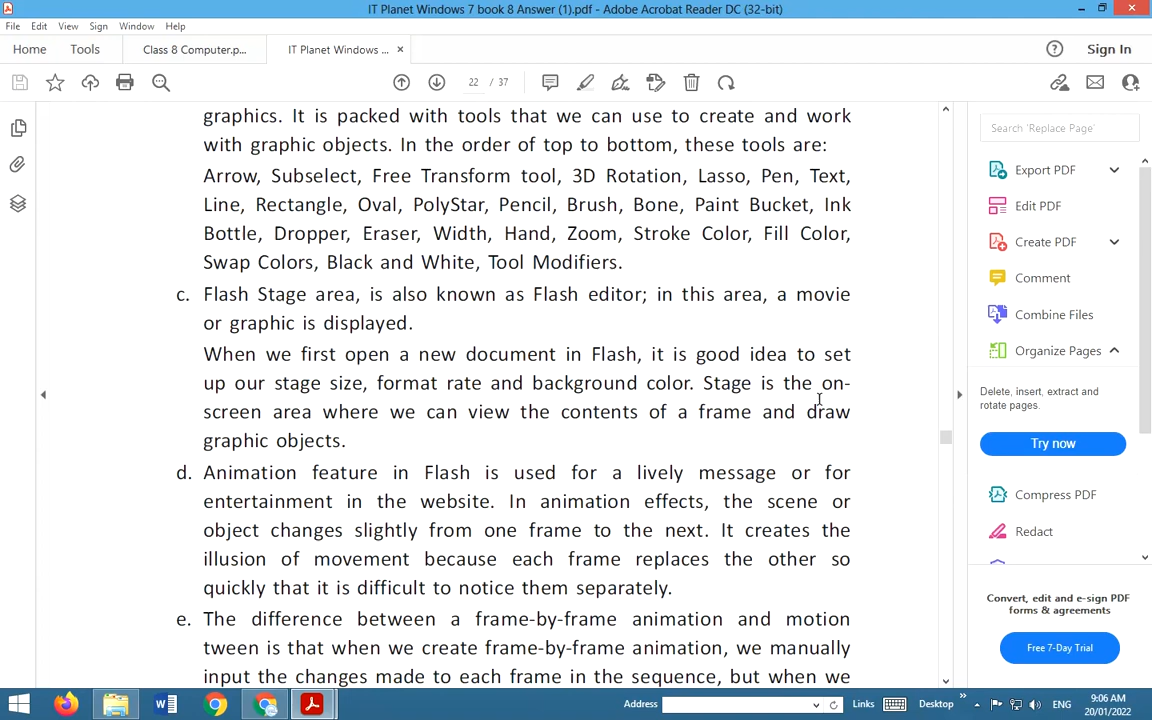 IT Planet Windows 7 book 8 Answer (1).pdf - Adobe Acrobat Reader DC (32-bit)
File Edit View Sign Window Help
Home Tools Class 8 Computer.p... IT Planet Windows ... × Sign In
22 / 37
graphics. It is packed with tools that we can use to create and work
with graphic objects. In the order of top to bottom, these tools are:
Arrow, Subselect, Free Transform tool, 3D Rotation, Lasso, Pen, Text,
Line, Rectangle, Oval, PolyStar, Pencil, Brush, Bone, Paint Bucket, Ink
Bottle, Dropper, Eraser, Width, Hand, Zoom, Stroke Color, Fill Color,
Swap Colors, Black and White, Tool Modifiers.
c. Flash Stage area, is also known as Flash editor; in this area, a movie
or graphic is displayed.
When we first open a new document in Flash, it is good idea to set
up our stage size, format rate and background color. Stage is the on-
screen area where we can view the contents of a frame and draw
graphic objects.
d. Animation feature in Flash is used for a lively message or for
entertainment in the website. In animation effects, the scene or
object changes slightly from one frame to the next. It creates the
illusion of movement because each frame replaces the other so
quickly that it is difficult to notice them separately.
e. The difference between a frame-by-frame animation and motion
tween is that when we create frame-by-frame animation, we manually
input the changes made to each frame in the sequence, but when we
Search 'Replace Page'
Export PDF
Edit PDF
Create PDF
Comment
Combine Files
Organize Pages
Delete, insert, extract and
rotate pages.
Try now
Compress PDF
Redact
Convert, edit and e-sign PDF
forms & agreements
Free 7-Day Trial
Address Links Desktop ENG
9:06 AM
20/01/2022